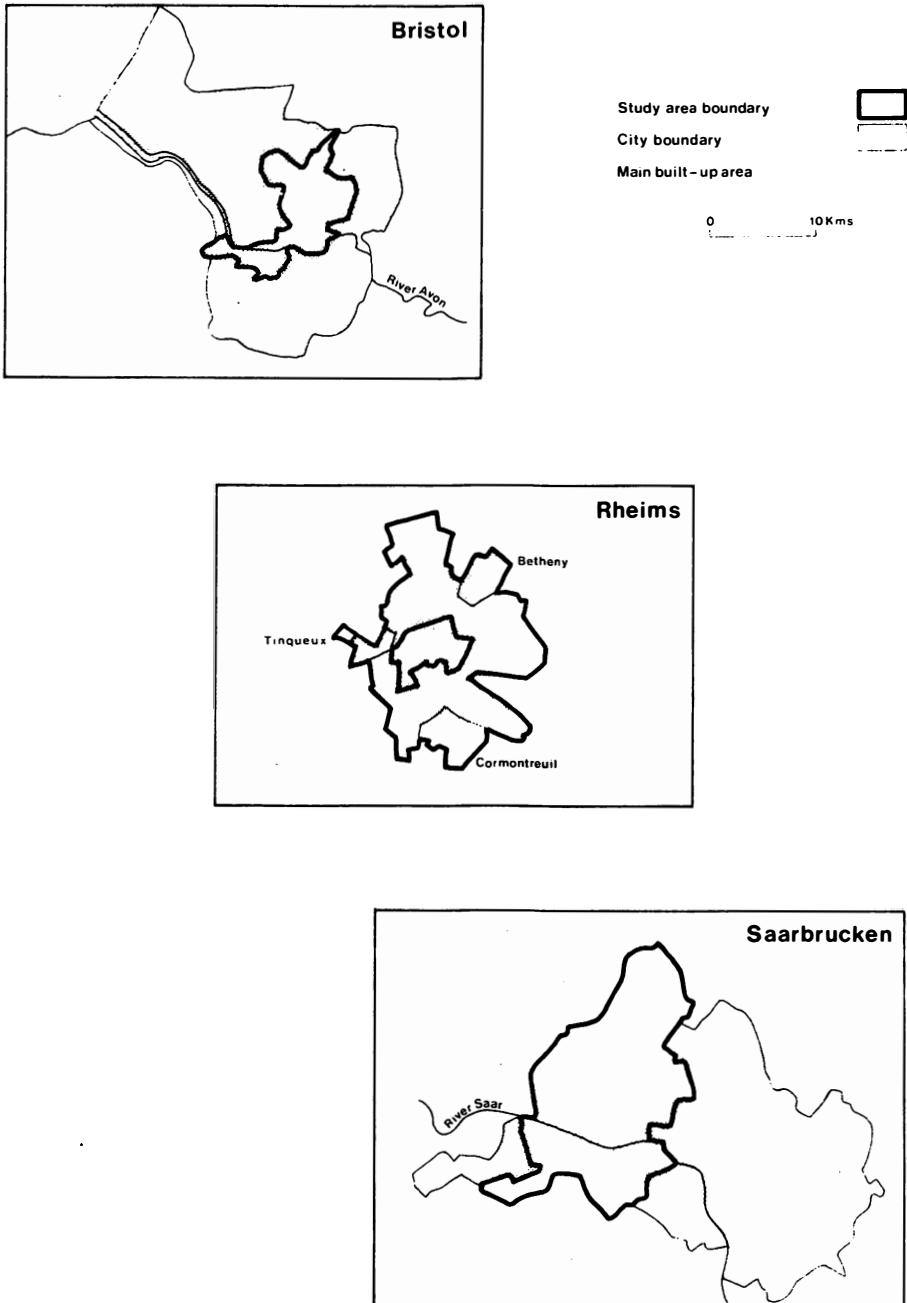 Bristol
Study area boundary
City boundary
Main built-up area
0 10Kms
River Avon
Rheims
Betheny
Tinqueux
Cormontreuil
Saarbrucken
River Saar